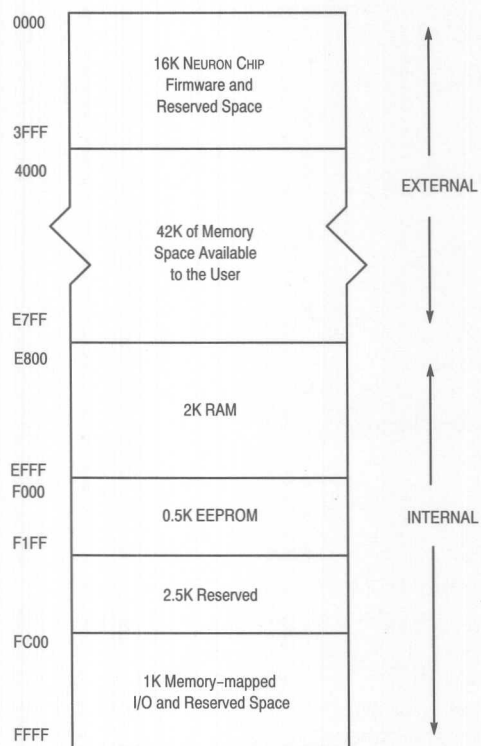 0000
16K NEURON CHIP
Firmware and
Reserved Space
3FFF
4000
EXTERNAL
42K of Memory
Space Available
to the User
E7FF
E800
2K RAM
EFFF
F000
0.5K EEPROM
INTERNAL
F1FF
2.5K Reserved
FC00
1K Memory-mapped
I/O and Reserved Space
FFFF